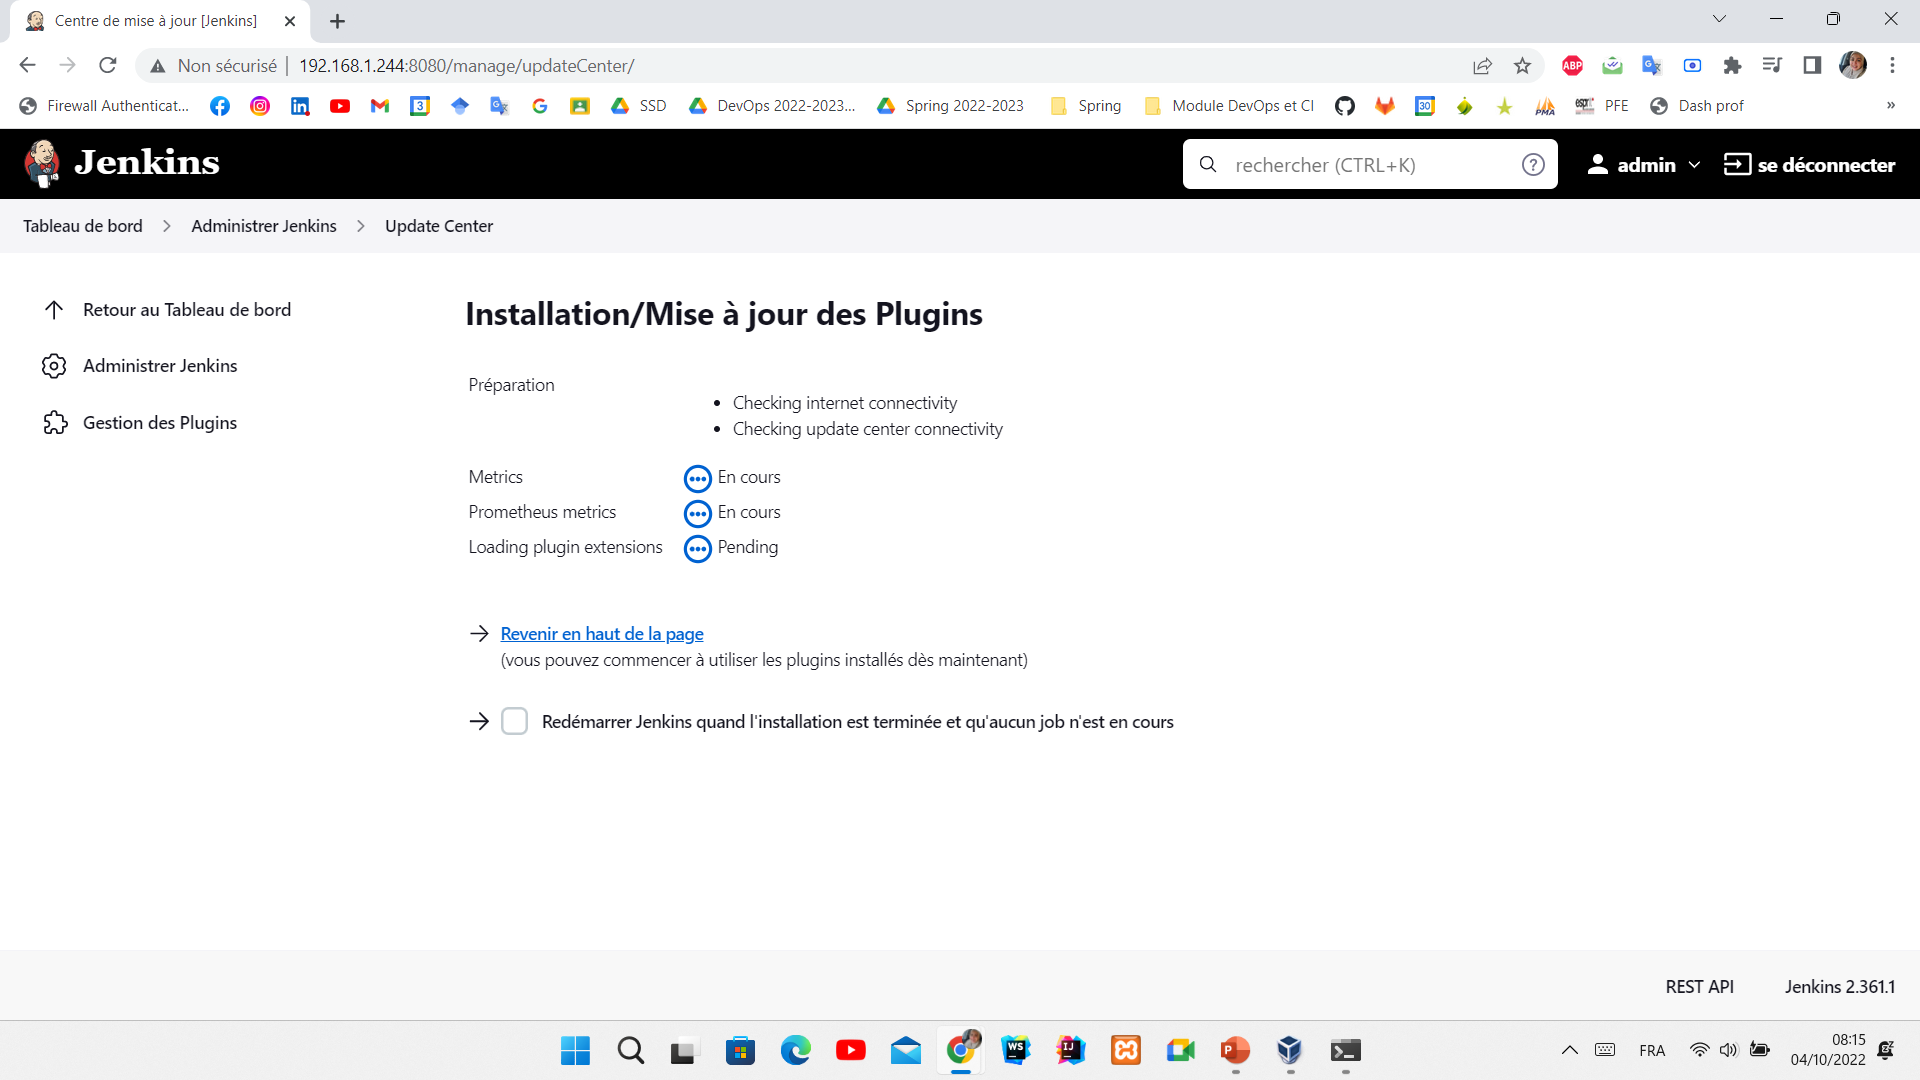 Centre de mise à jour [Jenkins]
Non sécurisé | 192.168.1.244:8080/manage/updateCenter/
ABP
Firewall Authenticat...
3
SSD
DevOps 2022-2023...
Spring 2022-2023
Spring
Module DevOps et CI
30
PMA
PFE
Dash prof
»
Jenkins
rechercher (CTRL+K)
?
admin
se déconnecter
Tableau de bord
Administrer Jenkins
Update Center
Retour au Tableau de bord
Administrer Jenkins
Gestion des Plugins
Installation/Mise à jour des Plugins
Préparation
• Checking internet connectivity
• Checking update center connectivity
Metrics
En cours
Prometheus metrics
En cours
Loading plugin extensions
Pending
Revenir en haut de la page
(vous pouvez commencer à utiliser les plugins installés dès maintenant)
Redémarrer Jenkins quand l'installation est terminée et qu'aucun job n'est en cours
REST API
Jenkins 2.361.1
WS
IJ
P
FRA
08:15
04/10/2022